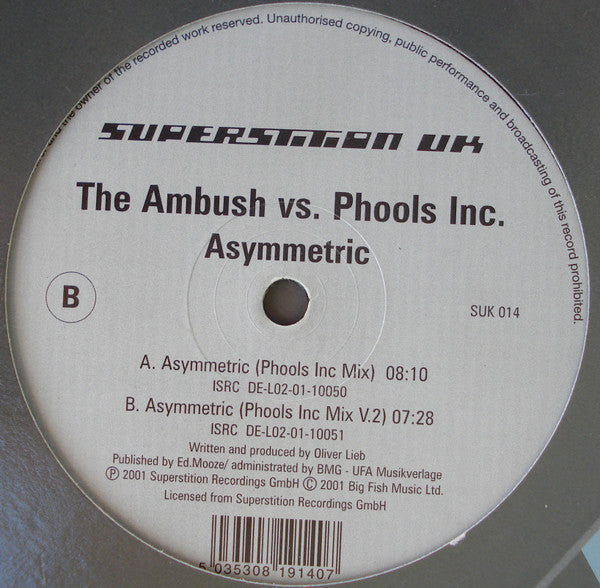 and the owner of the recorded work reserved. Unauthorised copying, public performance and broadcasting of this record prohibited.
SUPERSTITION UK
The Ambush vs. Phools Inc.
Asymmetric
B
SUK 014
A. Asymmetric (Phools Inc Mix) 08:10
ISRC DE-L02-01-10050
B. Asymmetric (Phools Inc Mix V.2) 07:28
ISRC DE-L02-01-10051
Written and produced by Oliver Lieb
Published by Ed.Mooze/ administrated by BMG - UFA Musikverlage
Ⓟ 2001 Superstition Recordings GmbH © 2001 Big Fish Music Ltd.
Licensed from Superstition Recordings GmbH
5 035308 191407